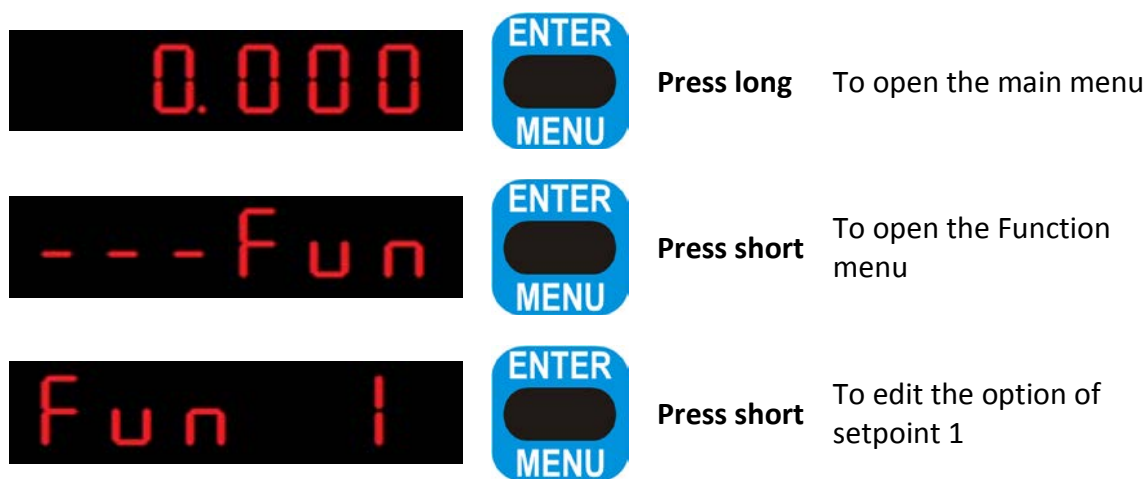 0.000
ENTER
MENU
Press long
To open the main menu
---Fun
ENTER
MENU
Press short
To open the Function
menu
Fun 1
ENTER
MENU
Press short
To edit the option of
setpoint 1